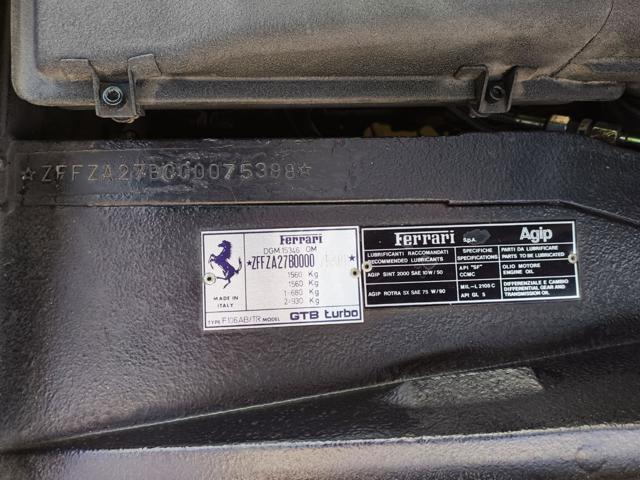 ★ZFFZA27B000075388★
Ferrari
DGM 15346 OM
★ZFFZA27B0000
1560 Kg
1560 Kg
1-680 Kg
2-930 Kg
MADE IN
ITALY
TYPE F106AB/TR MODEL GTB turbo
Ferrari S.p.A. Agip
LUBRIFICANTI RACCOMANDATI
RECOMMENDED LUBRICANTS
SPECIFICHE
SPECIFICATIONS
PARTI DA LUBRIFICARE
PARTS TO BE LUBRICATED
AGIP SINT 2000 SAE 10W/50
API "SF"
CCMC
OLIO MOTORE
ENGINE OIL
AGIP ROTRA SX SAE 75 W/90
MIL-L 2105 C
API GL 5
DIFFERENZIALE E CAMBIO
DIFFERENTIAL GEAR AND
TRANSMISSION OIL